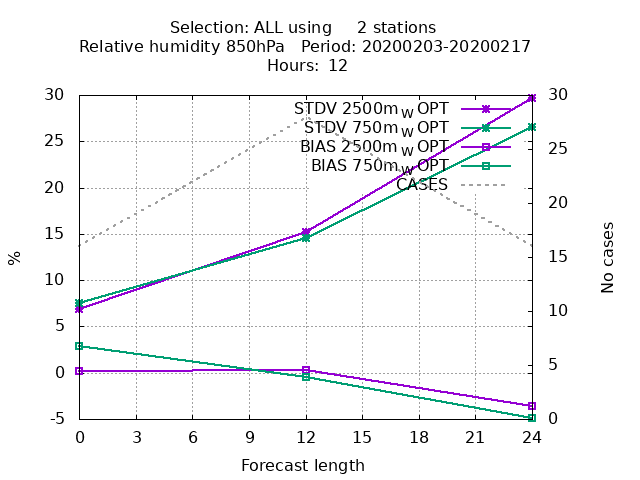 Selection: ALL using     2 stations
Relative humidity 850hPa   Period: 20200203-20200217
Hours: 12
STDV 2500m_W OPT
STDV 750m_W OPT
BIAS 2500m_W OPT
BIAS 750m_W OPT
CASES
30
25
20
15
10
5
0
-5
%
30
25
20
15
10
5
0
No cases
0 3 6 9 12 15 18 21 24
Forecast length